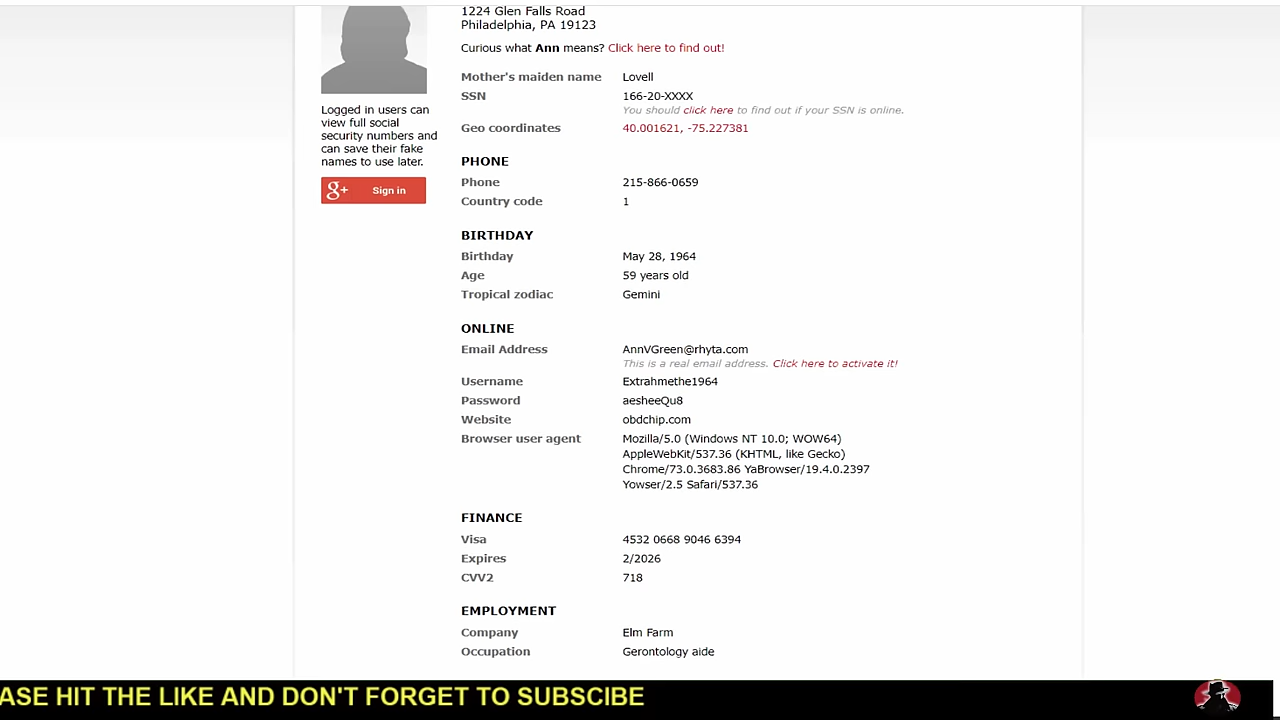 1224 Glen Falls Road
Philadelphia, PA 19123
Curious what Ann means? Click here to find out!
Mother's maiden name Lovell
SSN 166-20-XXXX
You should click here to find out if your SSN is online.
Geo coordinates 40.001621, -75.227381
Logged in users can
view full social
security numbers and
can save their fake
names to use later.
g+ Sign in
PHONE
Phone 215-866-0659
Country code 1
BIRTHDAY
Birthday May 28, 1964
Age 59 years old
Tropical zodiac Gemini
ONLINE
Email Address AnnVGreen@rhyta.com
This is a real email address. Click here to activate it!
Username Extrahmethe1964
Password aesheeQu8
Website obdchip.com
Browser user agent Mozilla/5.0 (Windows NT 10.0; WOW64)
AppleWebKit/537.36 (KHTML, like Gecko)
Chrome/73.0.3683.86 YaBrowser/19.4.0.2397
Yowser/2.5 Safari/537.36
FINANCE
Visa 4532 0668 9046 6394
Expires 2/2026
CVV2 718
EMPLOYMENT
Company Elm Farm
Occupation Gerontology aide
ASE HIT THE LIKE AND DON'T FORGET TO SUBSCIBE